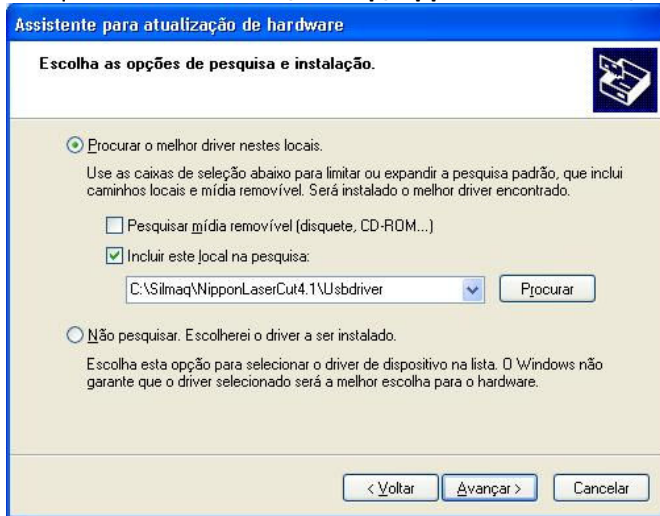 Assistente para atualização de hardware
Escolha as opções de pesquisa e instalação.
Procurar o melhor driver nestes locais.
Use as caixas de seleção abaixo para limitar ou expandir a pesquisa padrão, que inclui
caminhos locais e mídia removível. Será instalado o melhor driver encontrado.
Pesquisar mídia removível (disquete, CD-ROM...)
Incluir este local na pesquisa:
C:\Silmaq\NipponLaserCut4.1\Usbdriver
Procurar
Não pesquisar. Escolherei o driver a ser instalado.
Escolha esta opção para selecionar o driver de dispositivo na lista. O Windows não
garante que o driver selecionado será a melhor escolha para o hardware.
< Voltar
Avançar >
Cancelar